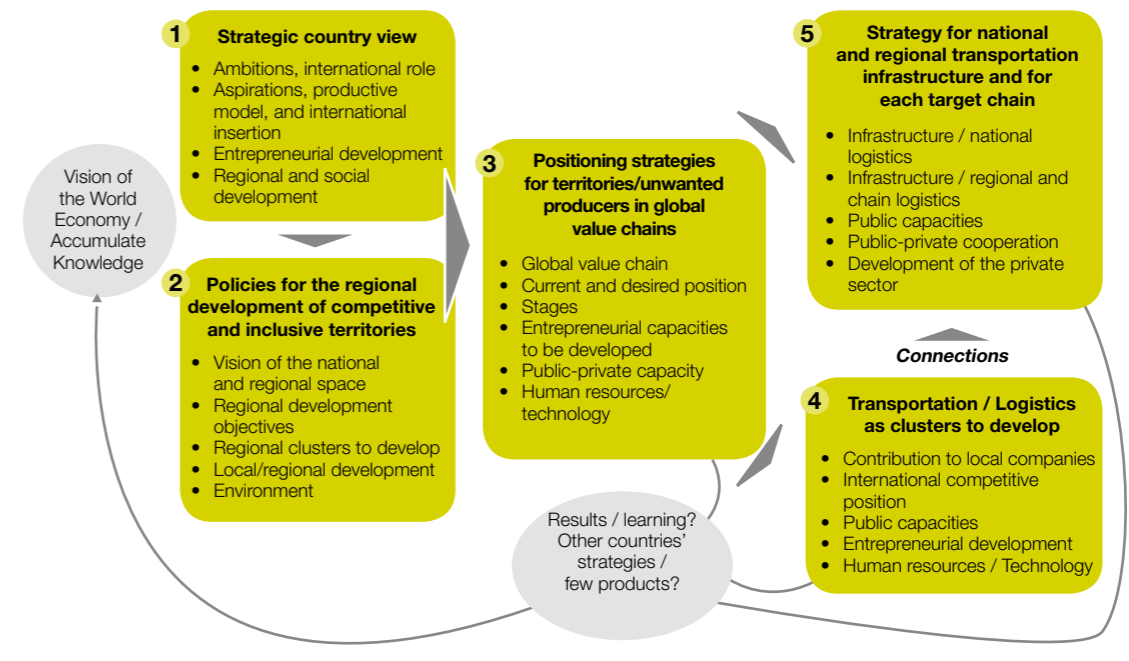 Vision of
the World
Economy /
Accumulate
Knowledge
1
Strategic country view
• Ambitions, international role
• Aspirations, productive
model, and international
insertion
• Entrepreneurial development
• Regional and social
development
2
Policies for the regional
development of competitive
and inclusive territories
• Vision of the national
and regional space
• Regional development
objectives
• Regional clusters to develop
• Local/regional development
• Environment
3
Positioning strategies
for territories/unwanted
producers in global
value chains
• Global value chain
• Current and desired position
• Stages
• Entrepreneurial capacities
to be developed
• Public-private capacity
• Human resources/
technology
Results / learning?
Other countries’
strategies /
few products?
5
Strategy for national
and regional transportation
infrastructure and for
each target chain
• Infrastructure / national
logistics
• Infrastructure / regional and
chain logistics
• Public capacities
• Public-private cooperation
• Development of the private
sector
Connections
4
Transportation / Logistics
as clusters to develop
• Contribution to local companies
• International competitive
position
• Public capacities
• Entrepreneurial development
• Human resources / Technology